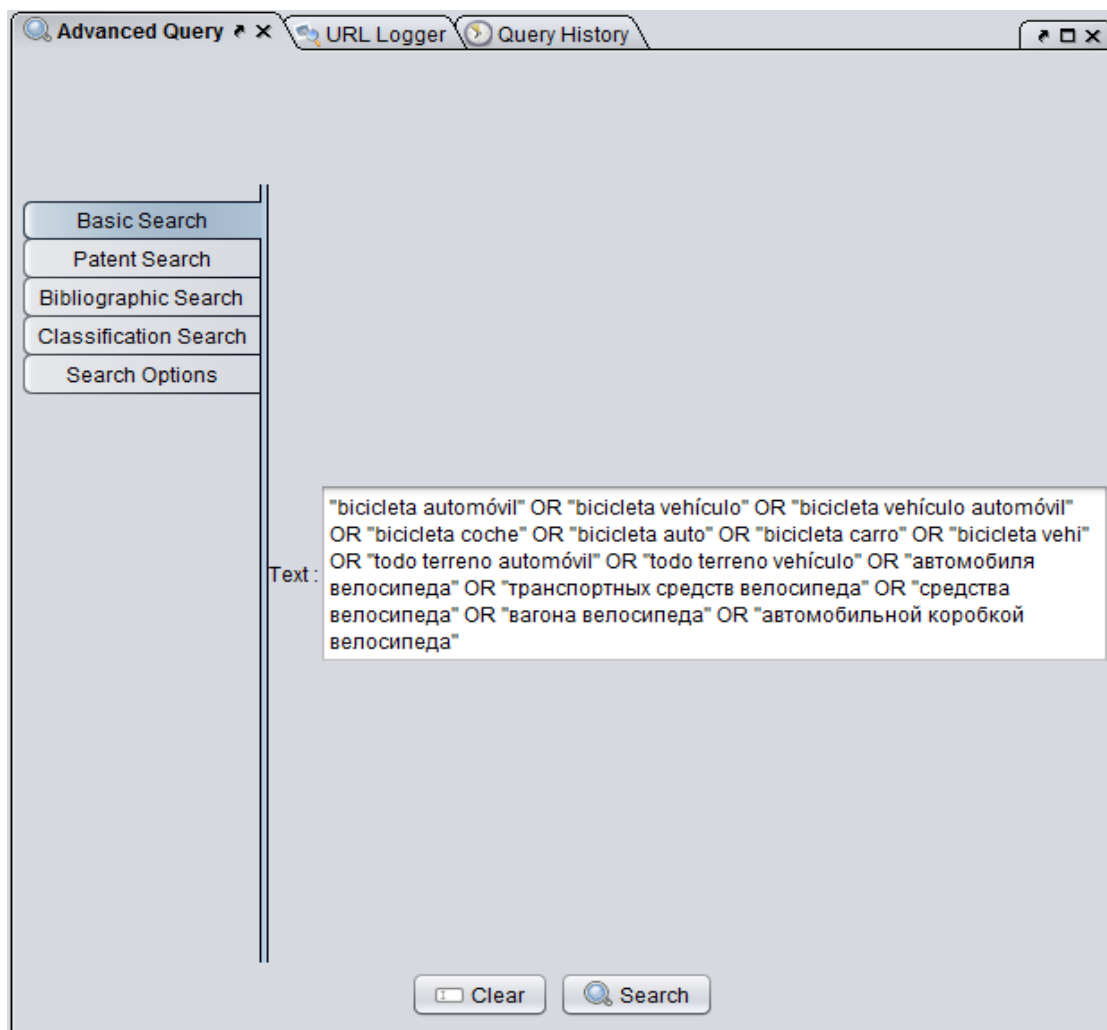 Advanced Query
URL Logger
Query History
Basic Search
Patent Search
Bibliographic Search
Classification Search
Search Options
Text :
"bicicleta automóvil" OR "bicicleta vehículo" OR "bicicleta vehículo automóvil"
OR "bicicleta coche" OR "bicicleta auto" OR "bicicleta carro" OR "bicicleta vehi"
OR "todo terreno automóvil" OR "todo terreno vehículo" OR "автомобиля
велосипеда" OR "транспортных средств велосипеда" OR "средства
велосипеда" OR "вагона велосипеда" OR "автомобильной коробкой
велосипеда"
Clear
Search